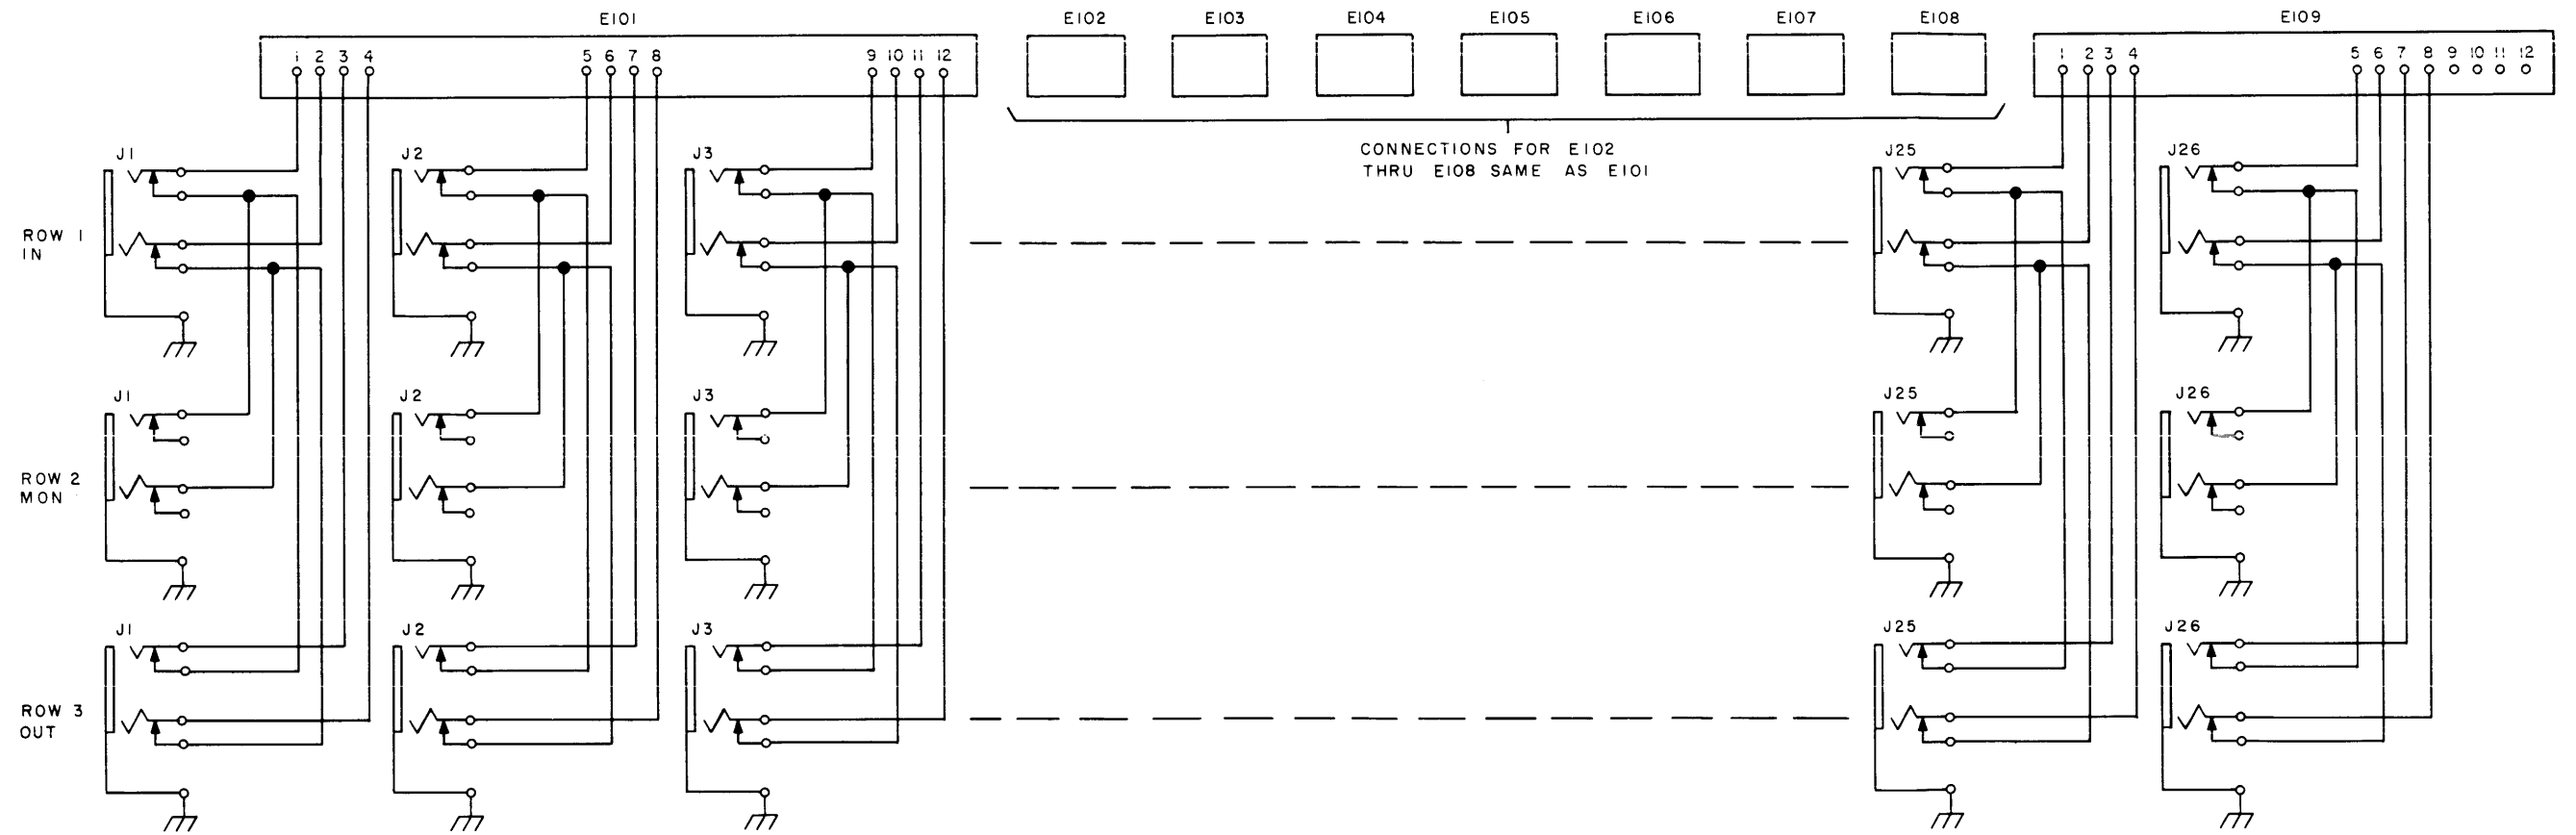 E101 E102 E103 E104 E105 E106 E107 E108 E109
1 2 3 4 5 6 7 8 9 10 11 12 1 2 3 4 5 6 7 8 9 10 11 12
CONNECTIONS FOR E102
THRU E108 SAME AS E101
J1 J2 J3 J25 J26
ROW 1
IN
J1 J2 J3 J25 J26
ROW 2
MON
J1 J2 J3 J25 J26
ROW 3
OUT